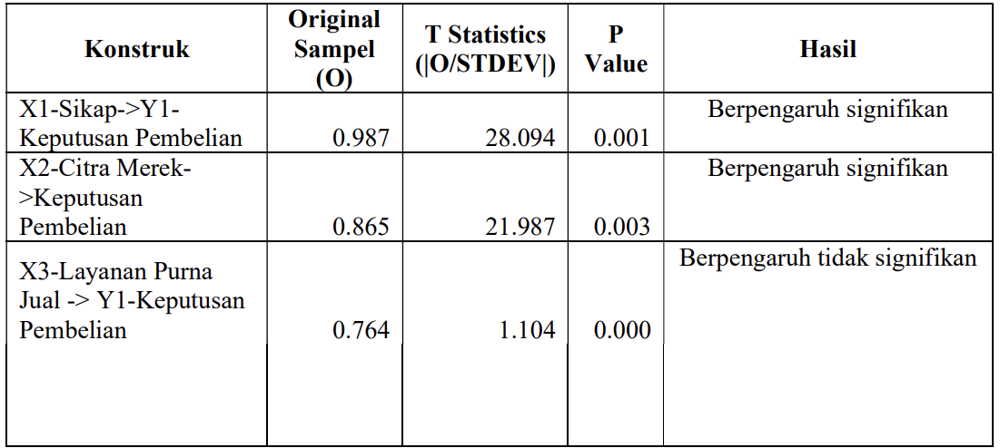 Konstruk
Original
Sampel
(O)
T Statistics
(|O/STDEV|)
P
Value
Hasil
X1-Sikap->Y1-
Keputusan Pembelian
0.987
28.094
0.001
Berpengaruh signifikan
X2-Citra Merek-
>Keputusan
Pembelian
0.865
21.987
0.003
Berpengaruh signifikan
X3-Layanan Purna
Jual -> Y1-Keputusan
Pembelian
0.764
1.104
0.000
Berpengaruh tidak signifikan